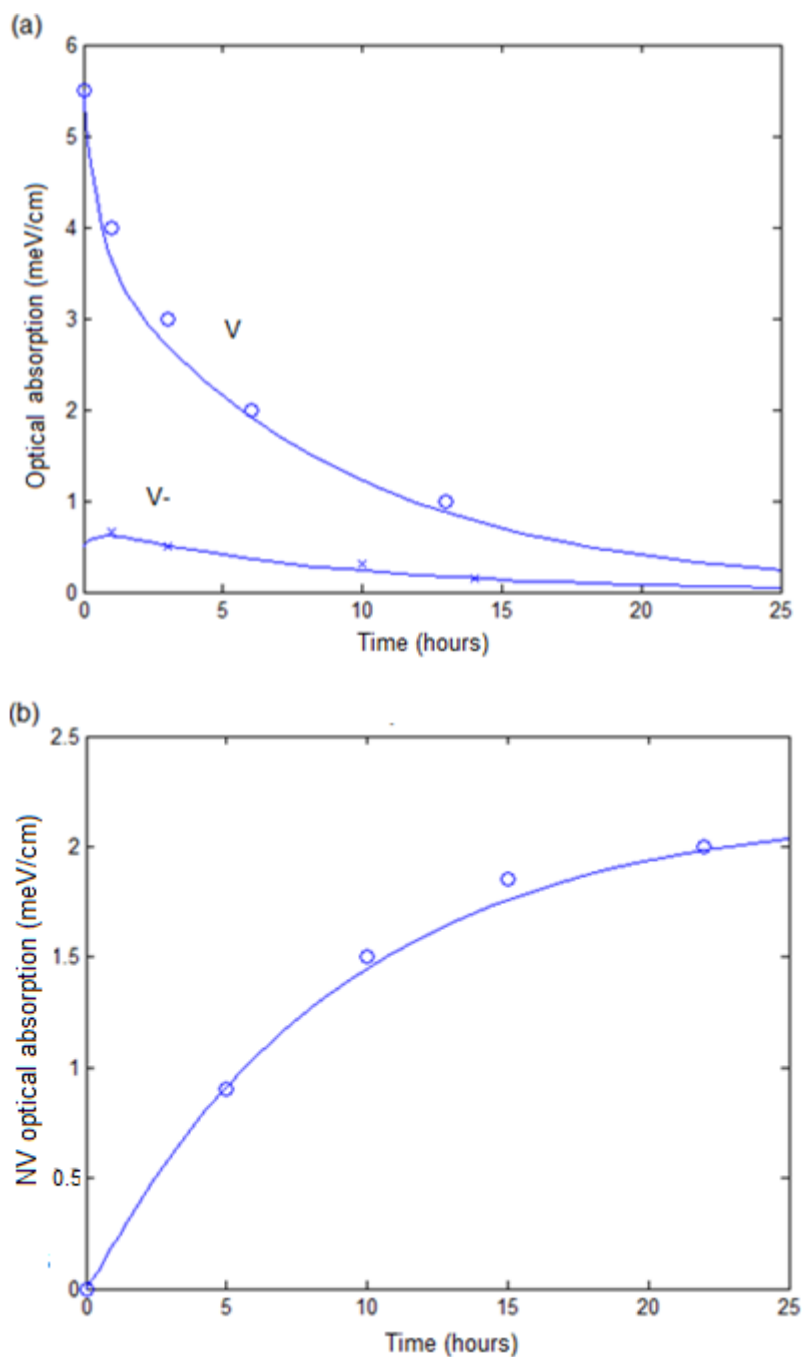 (a)
6
5
4
3
2
1
0
Optical absorption (meV/cm)
V
V-
0 5 10 15 20 25
Time (hours)
(b)
2.5
2
1.5
1
0.5
0
NV optical absorption (meV/cm)
0 5 10 15 20 25
Time (hours)